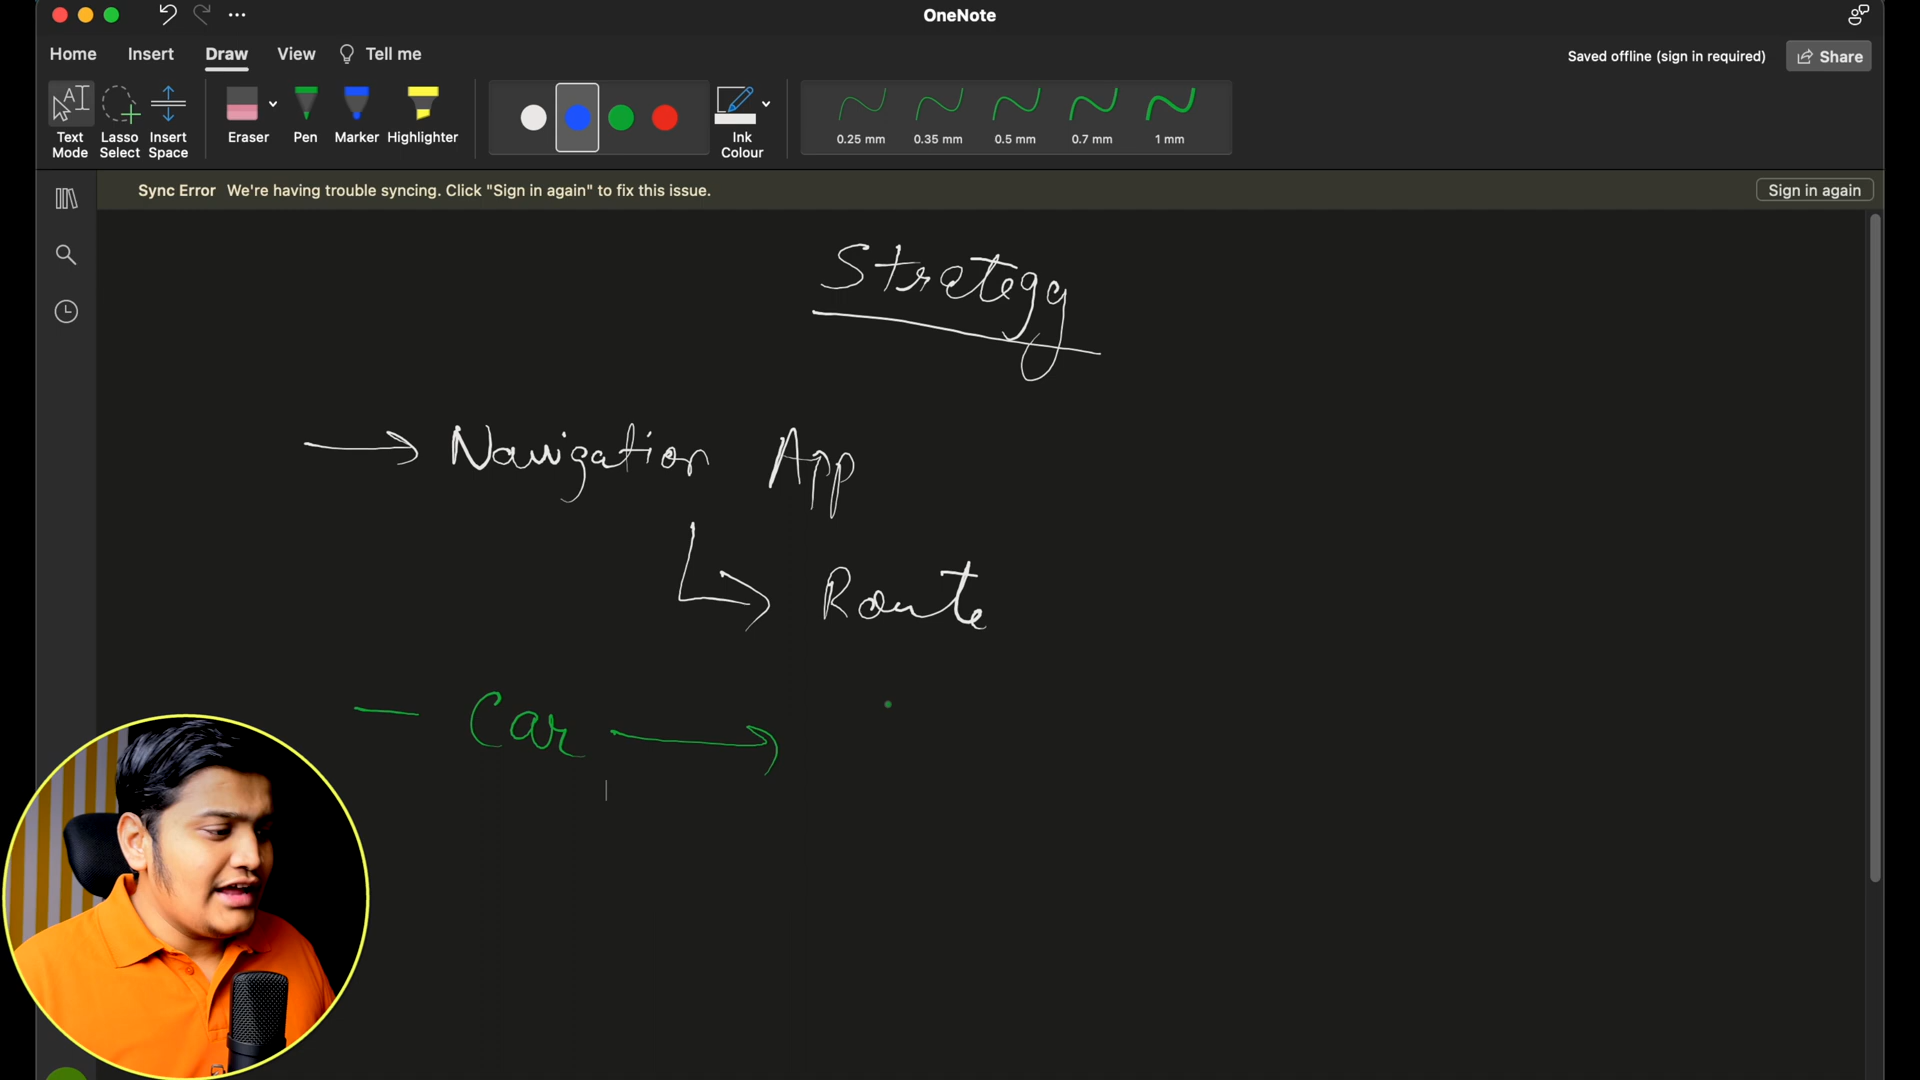 OneNote
Home Insert Draw View Tell me
Saved offline (sign in required) Share
Text Mode
Lasso Select
Insert Space
Eraser
Pen
Marker
Highlighter
Ink Colour
0.25 mm 0.35 mm 0.5 mm 0.7 mm 1 mm
Sync Error We're having trouble syncing. Click "Sign in again" to fix this issue.
Sign in again
Strategy
→ Navigation App
Route
— Car →